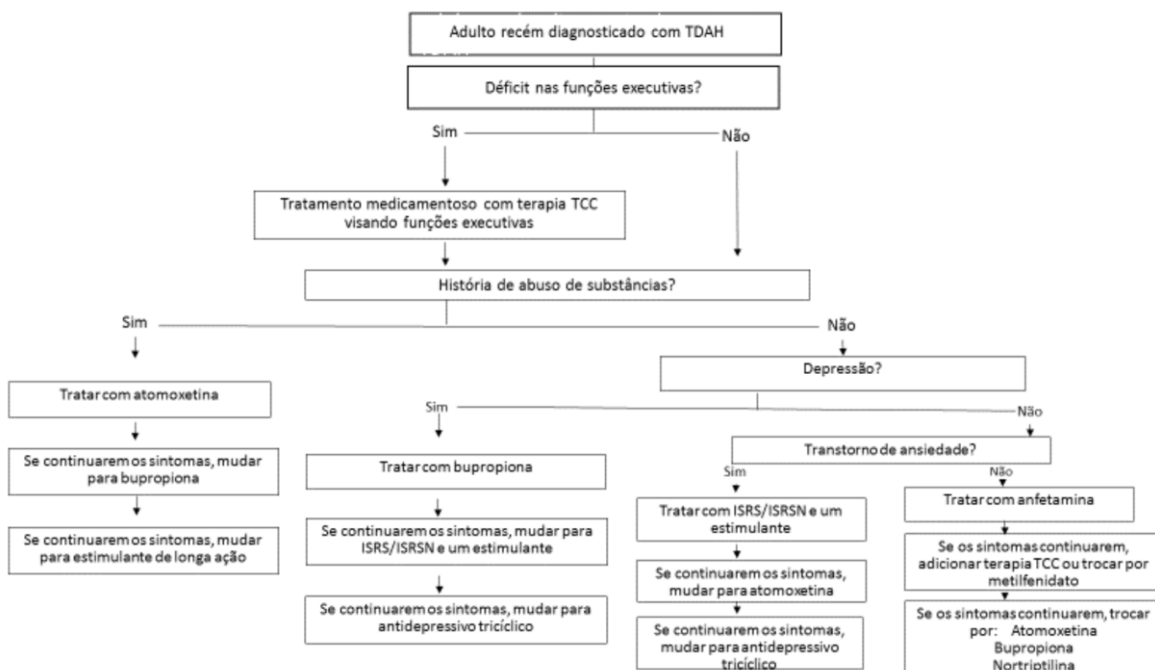 Adulto recém diagnosticado com TDAH
Déficit nas funções executivas?
Sim
Não
Tratamento medicamentoso com terapia TCC
visando funções executivas
História de abuso de substâncias?
Sim
Não
Depressão?
Tratar com atomoxetina
Sim
Não
Se continuarem os sintomas, mudar
para bupropiona
Tratar com bupropiona
Transtorno de ansiedade?
Sim
Não
Tratar com ISRS/ISRSN e um
estimulante
Tratar com anfetamina
Se continuarem os sintomas, mudar
para estimulante de longa ação
Se continuarem os sintomas, mudar para
ISRS/ISRSN e um estimulante
Se continuarem os sintomas,
mudar para atomoxetina
Se os sintomas continuarem,
adicionar terapia TCC ou trocar por
metilfenidato
Se continuarem os sintomas, mudar para
antidepressivo tricíclico
Se continuarem os sintomas,
mudar para antidepressivo
tricíclico
Se os sintomas continuarem, trocar
por: Atomoxetina
Bupropiona
Nortriptilina